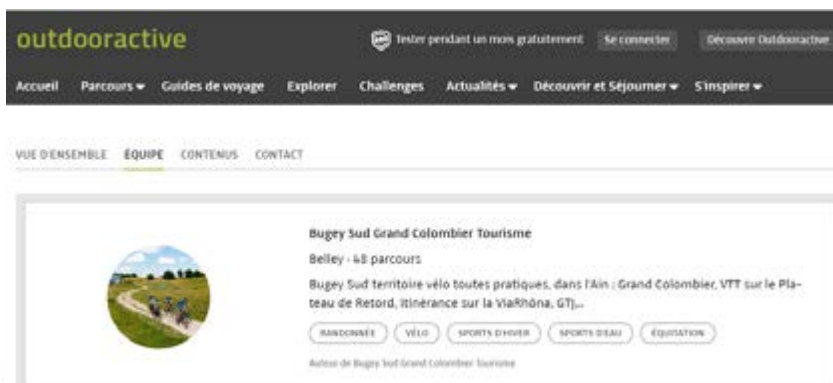 outdooractive
Tester pendant un mois gratuitement Se connecter Découvrir Outdooractive
Accueil Parcours Guides de voyage Explorer Challenges Actualités Découvrir et Séjourner S'inspirer
VUE D'ENSEMBLE ÉQUIPE CONTENUS CONTACT
Bugey Sud Grand Colombier Tourisme
Belley · 48 parcours
Bugey Sud territoire vélo toutes pratiques, dans l'Ain : Grand Colombier, VTT sur le Pla-
teau de Retord, itinérance sur la ViaRhôna, GTJ...
RANDONNÉE VÉLO SPORTS D'HIVER SPORTS D'EAU ÉQUITATION
Auteur de Bugey Sud Grand Colombier Tourisme